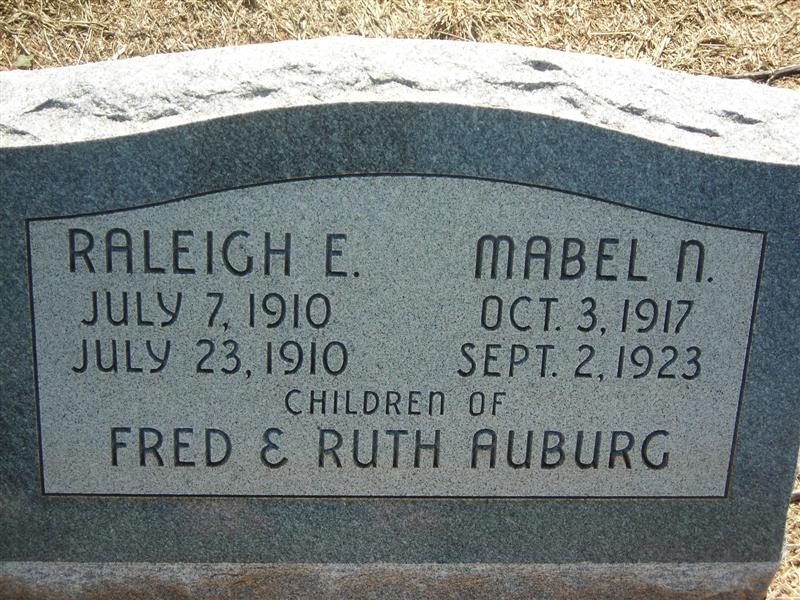 RALEIGH E. MABEL N.
JULY 7, 1910 OCT. 3, 1917
JULY 23, 1910 SEPT. 2, 1923
CHILDREN OF
FRED & RUTH AUBURG